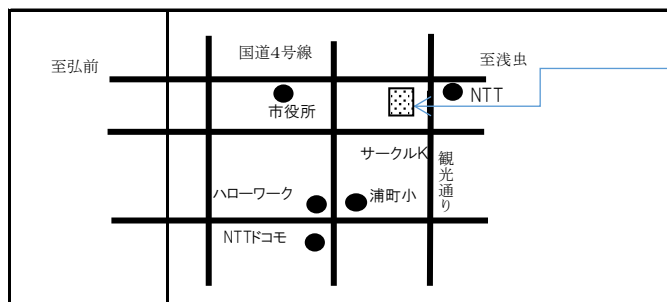 国道4号線
至浅虫
至弘前
NTT
市役所
サークルK
観光通り
ハローワーク
浦町小
NTTドコモ